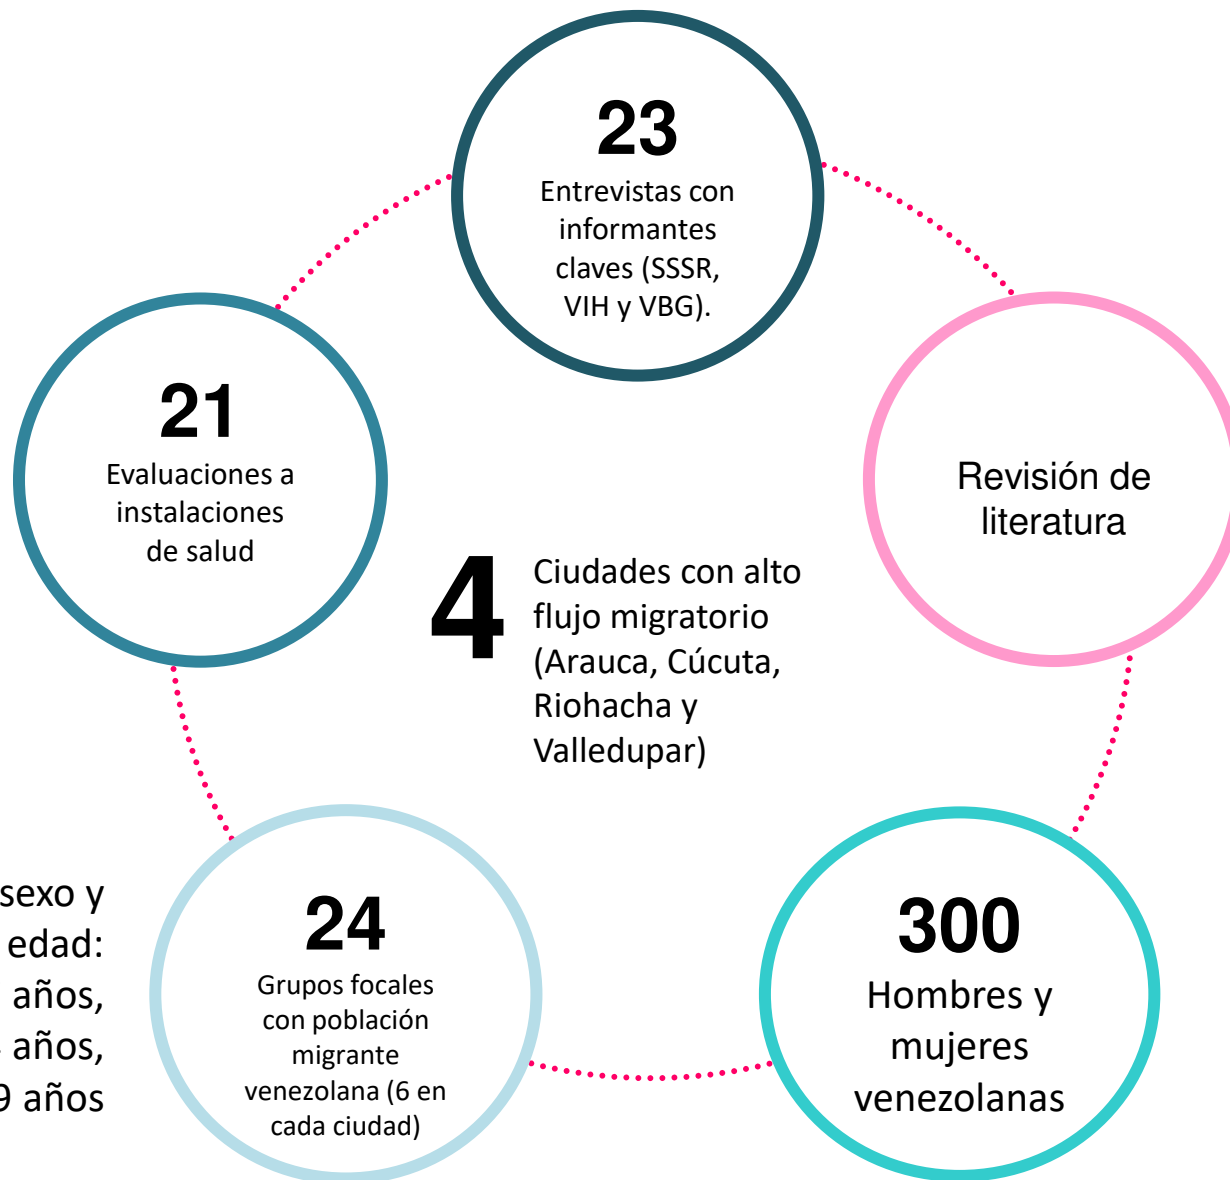 23
Entrevistas con
informantes
claves (SSSR,
VIH y VBG).
21
Evaluaciones a
instalaciones
de salud
Revisión de
literatura
4
Ciudades con alto
flujo migratorio
(Arauca, Cúcuta,
Riohacha y
Valledupar)
sexo y
edad:
años,
años,
9 años
24
Grupos focales
con población
migrante
venezolana (6 en
cada ciudad)
300
Hombres y
mujeres
venezolanas